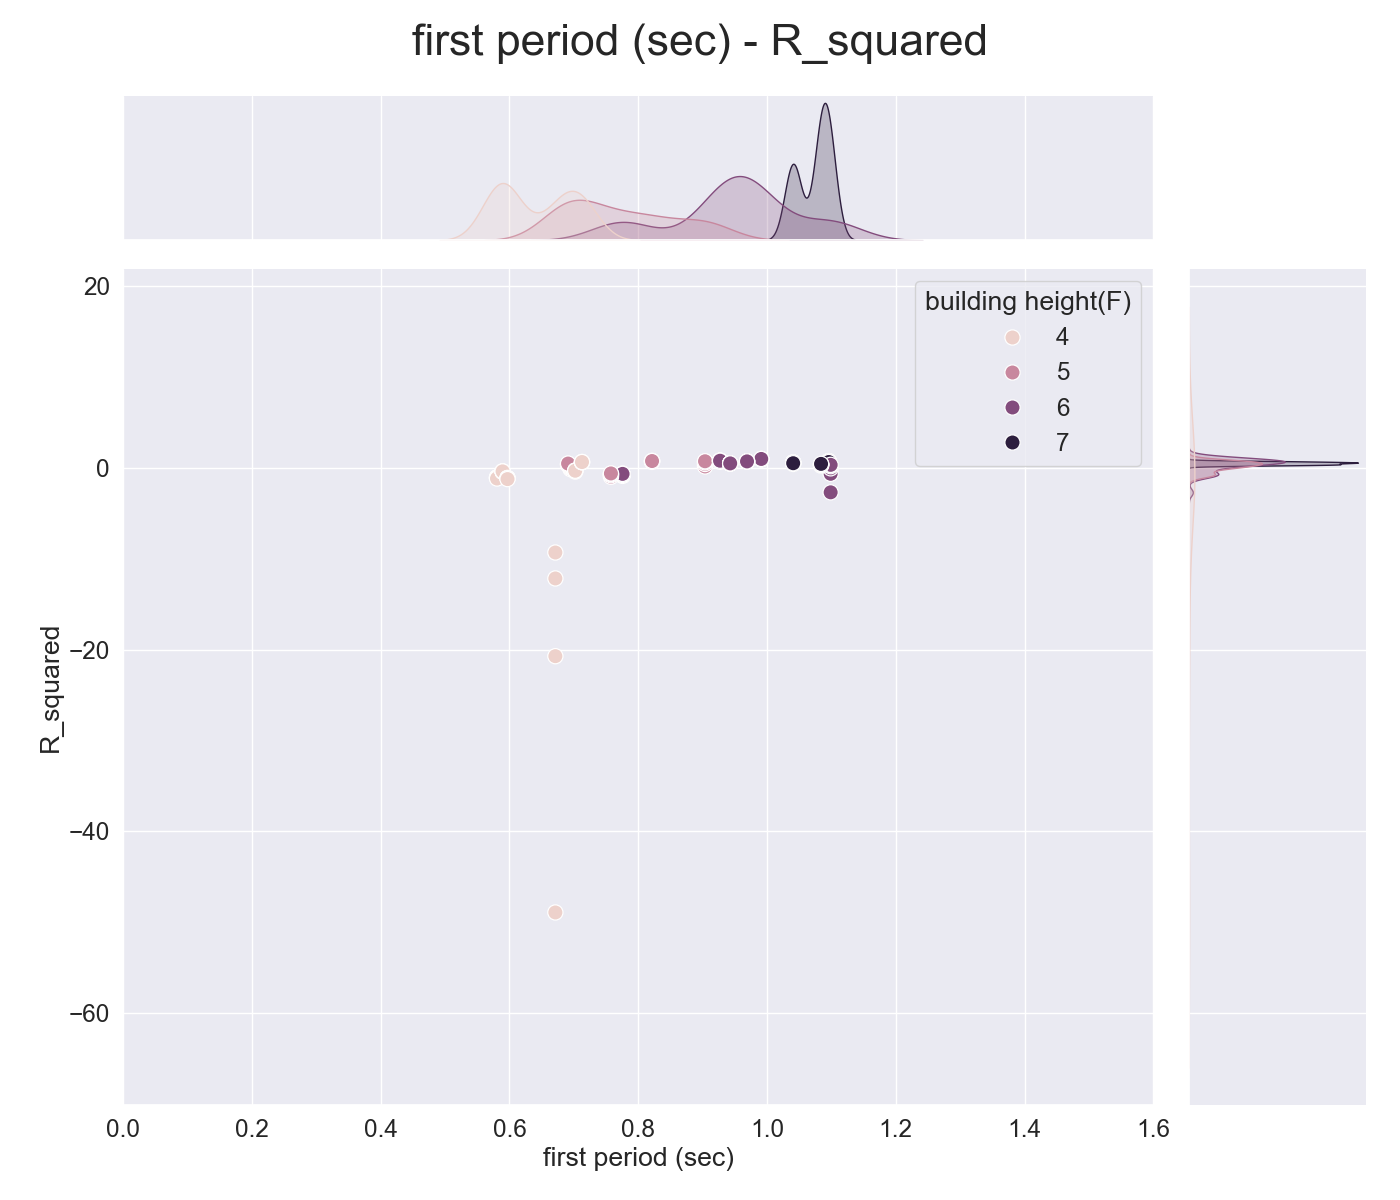 first period (sec) - R_squared
building height(F)
4
5
6
7
20
0
−20
−40
−60
R_squared
0.0 0.2 0.4 0.6 0.8 1.0 1.2 1.4 1.6
first period (sec)